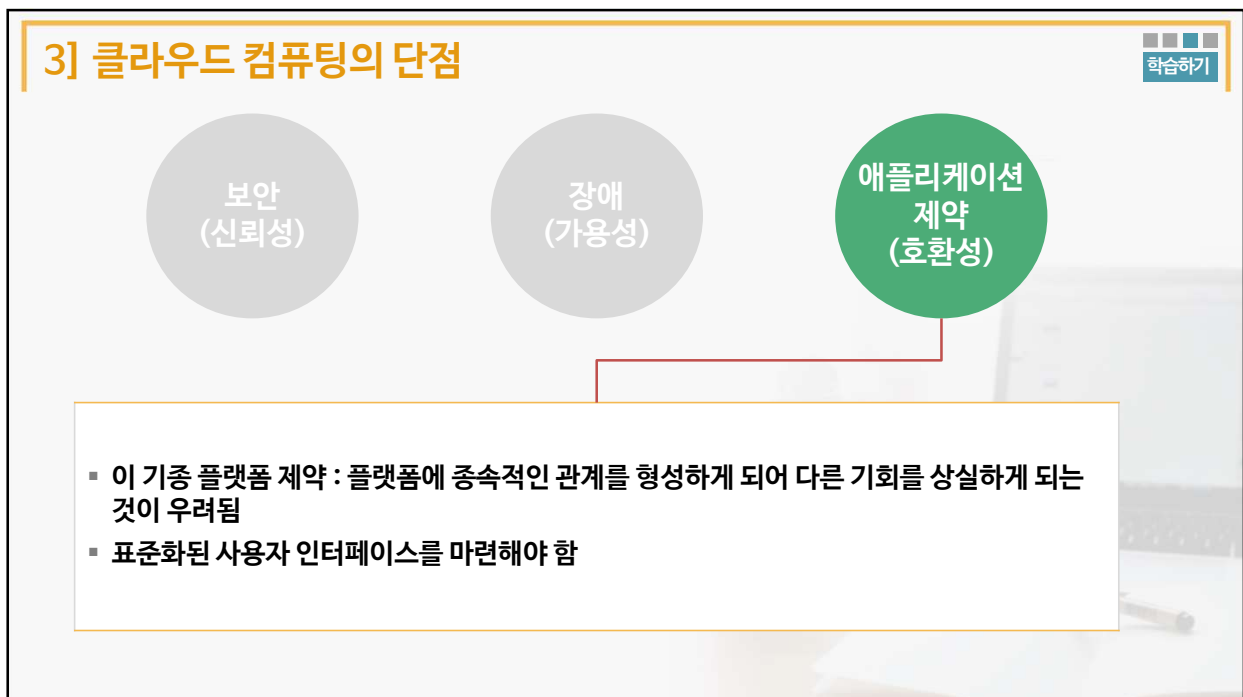 3] 클라우드 컴퓨팅의 단점
학습하기
보안
(신뢰성)
장애
(가용성)
애플리케이션
제약
(호환성)
▪ 이 기종 플랫폼 제약 : 플랫폼에 종속적인 관계를 형성하게 되어 다른 기회를 상실하게 되는
것이 우려됨
▪ 표준화된 사용자 인터페이스를 마련해야 함